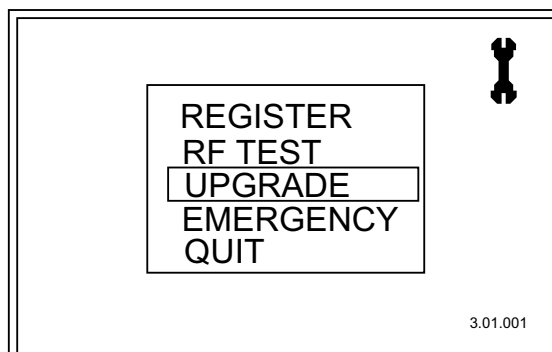 REGISTER
RF TEST
UPGRADE
EMERGENCY
QUIT
3.01.001